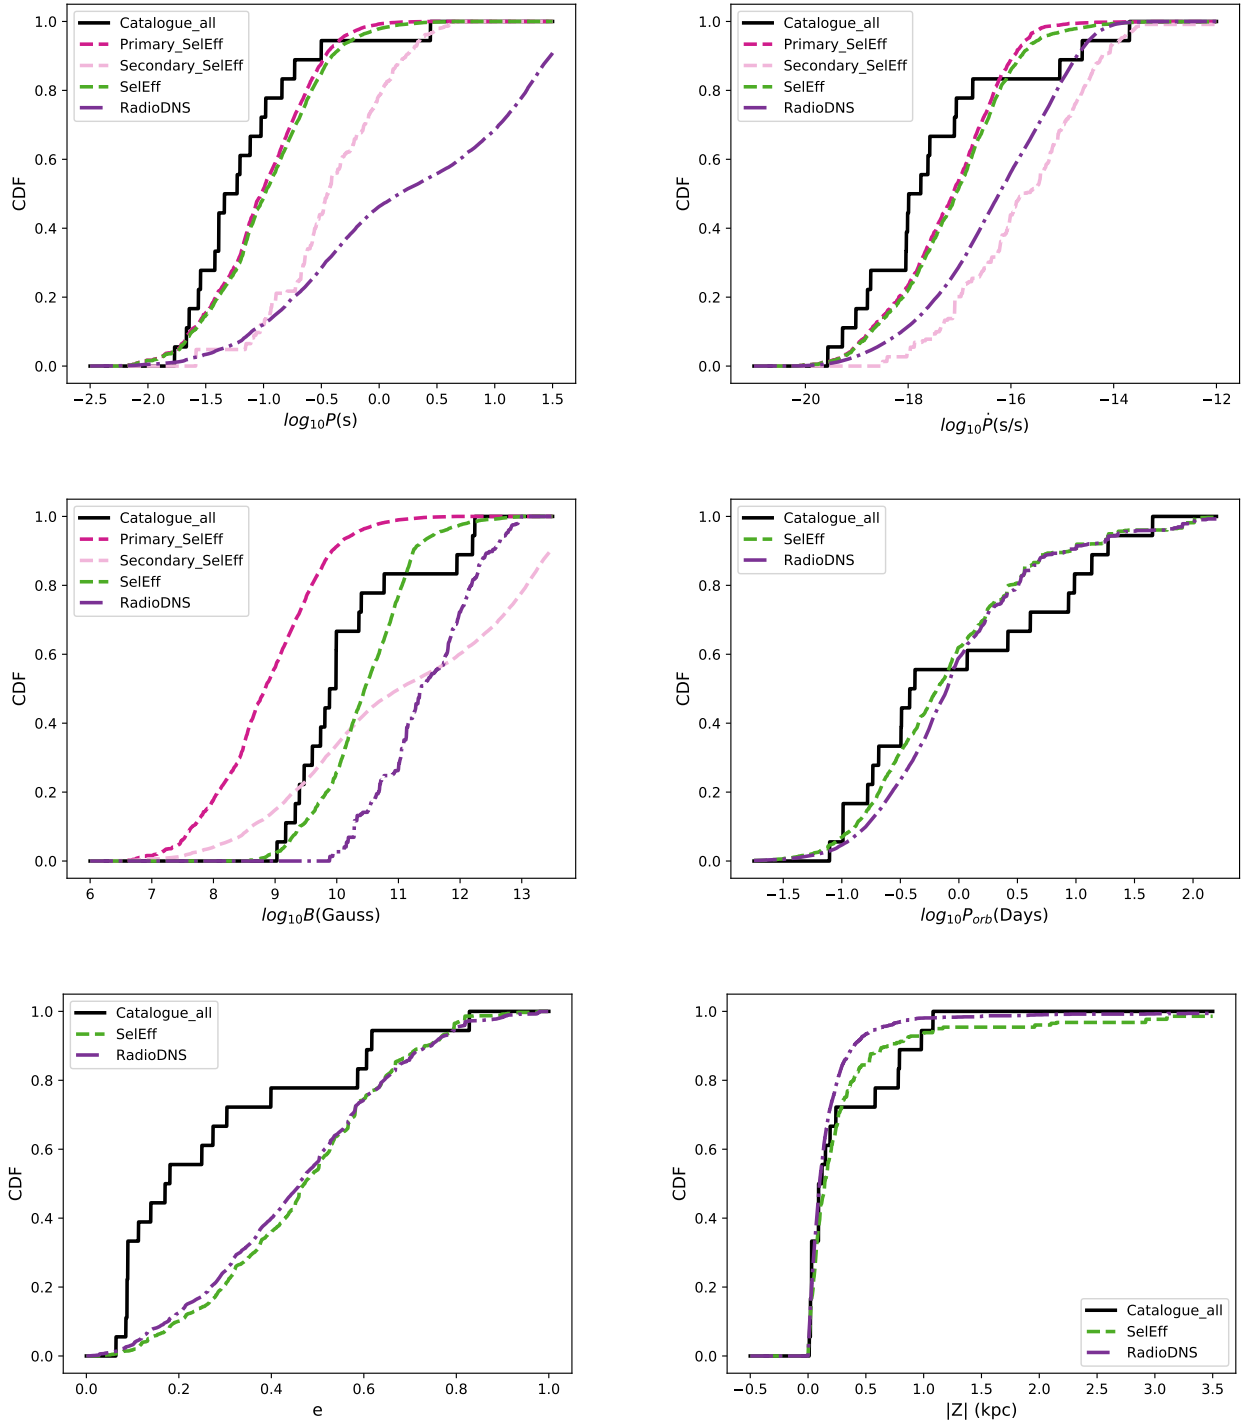 Catalogue_all
Primary_SelEff
Secondary_SelEff
SelEff
RadioDNS
CDF
1.0
0.8
0.6
0.4
0.2
0.0
−2.5 −2.0 −1.5 −1.0 −0.5 0.0 0.5 1.0 1.5
log₁₀P(s)
Catalogue_all
Primary_SelEff
Secondary_SelEff
SelEff
RadioDNS
CDF
1.0
0.8
0.6
0.4
0.2
0.0
−20 −18 −16 −14 −12
log₁₀Ṗ(s/s)
Catalogue_all
Primary_SelEff
Secondary_SelEff
SelEff
RadioDNS
CDF
1.0
0.8
0.6
0.4
0.2
0.0
6 7 8 9 10 11 12 13
log₁₀B(Gauss)
Catalogue_all
SelEff
RadioDNS
CDF
1.0
0.8
0.6
0.4
0.2
0.0
−1.5 −1.0 −0.5 0.0 0.5 1.0 1.5 2.0
log₁₀P_orb(Days)
Catalogue_all
SelEff
RadioDNS
CDF
1.0
0.8
0.6
0.4
0.2
0.0
0.0 0.2 0.4 0.6 0.8 1.0
e
CDF
1.0
0.8
0.6
0.4
0.2
0.0
Catalogue_all
SelEff
RadioDNS
−0.5 0.0 0.5 1.0 1.5 2.0 2.5 3.0 3.5
|Z| (kpc)